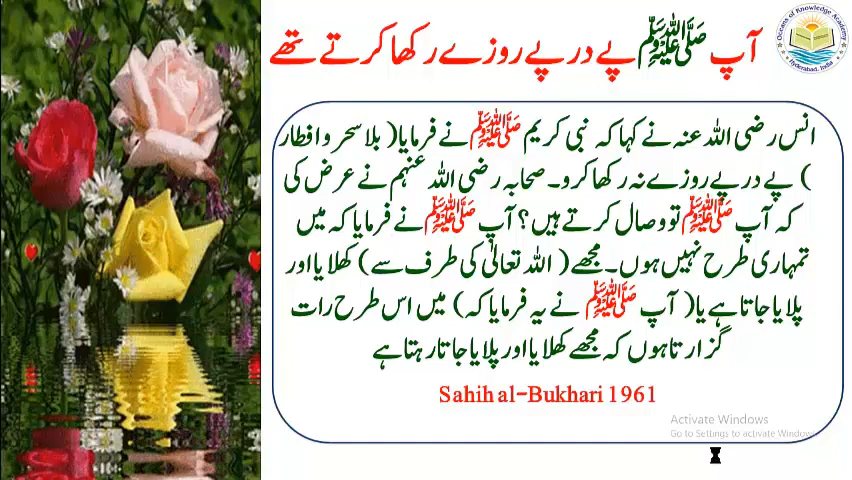 آپ ﷺ پے در پے روزے رکھا کرتے تھے
Oceans of Knowledge Academy
Hyderabad, India
انس رضی اللہ عنہ نے کہا کہ نبی کریم ﷺ نے فرمایا( بلا سحر و افطار
) پے در پے روزے نہ رکھا کرو۔ صحابہ رضی اللہ عنہم نے عرض کی
کہ آپ ﷺ تو وصال کرتے ہیں؟ آپ ﷺ نے فرمایا کہ میں
تمہاری طرح نہیں ہوں۔ مجھے( اللہ تعالیٰ کی طرف سے) کھلایا اور
پلایا جاتا ہے یا( آپ ﷺ نے یہ فرمایا کہ) میں اس طرح رات
گزارتا ہوں کہ مجھے کھلایا اور پلایا جاتا رہتا ہے
Sahih al-Bukhari 1961
Activate Windows
Go to Settings to activate Windows